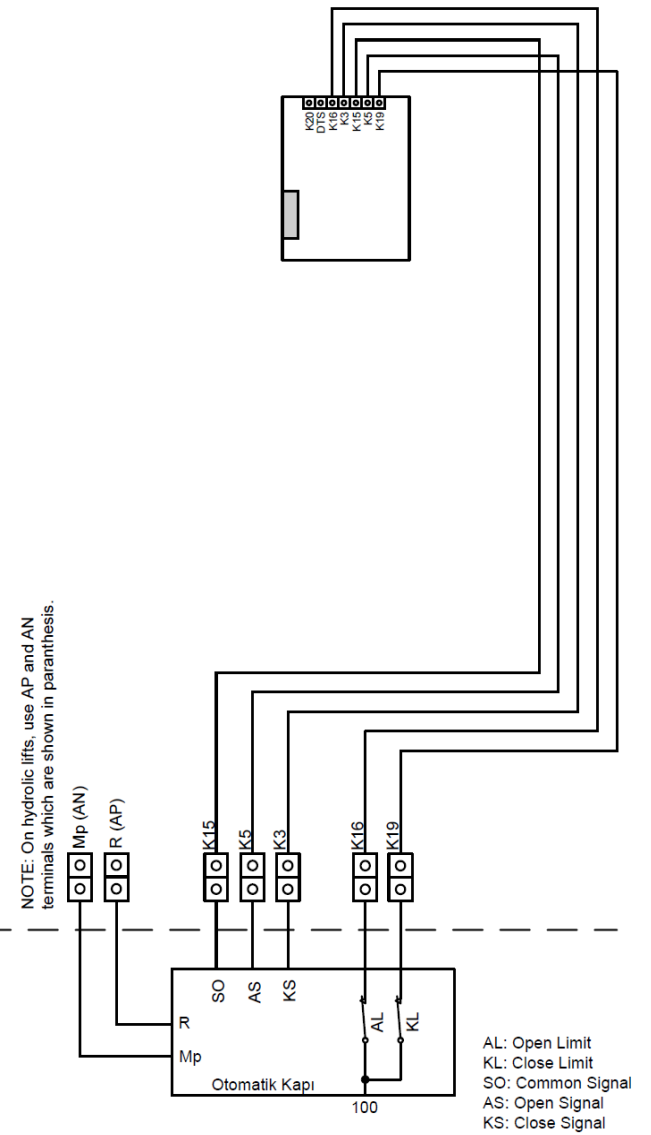 K20
DTS
K16
K3
K15
K5
K19
NOTE: On hydrolic lifts, use AP and AN
terminals which are shown in paranthesis.
Mp (AN)
R (AP)
K15
K5
K3
K16
K19
SO
AS
KS
R
Mp
AL
KL
Otomatik Kapı
100
AL: Open Limit
KL: Close Limit
SO: Common Signal
AS: Open Signal
KS: Close Signal